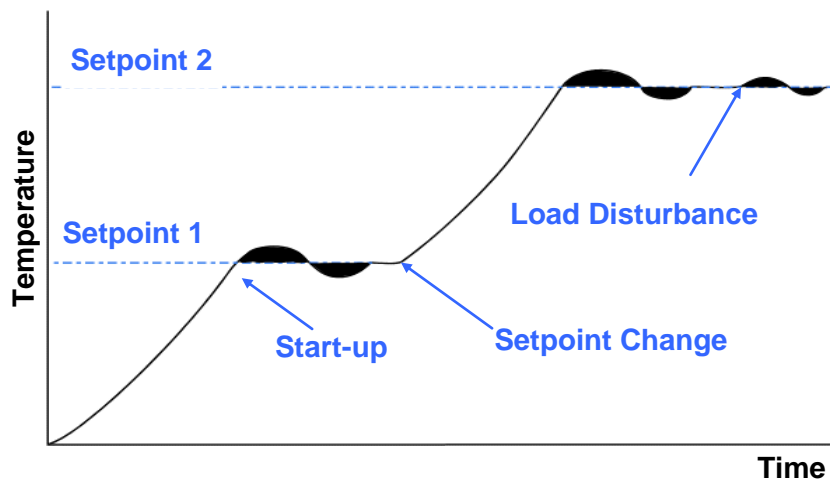 Setpoint 2
Temperature
Load Disturbance
Setpoint 1
Start-up
Setpoint Change
Time